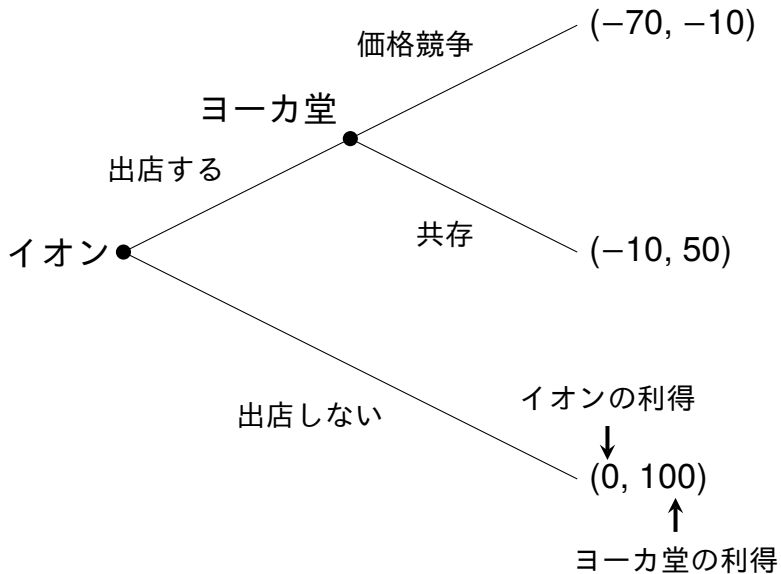 価格競争
(−70, −10)
ヨーカ堂
出店する
共存
イオン
(−10, 50)
出店しない
イオンの利得
(0, 100)
ヨーカ堂の利得